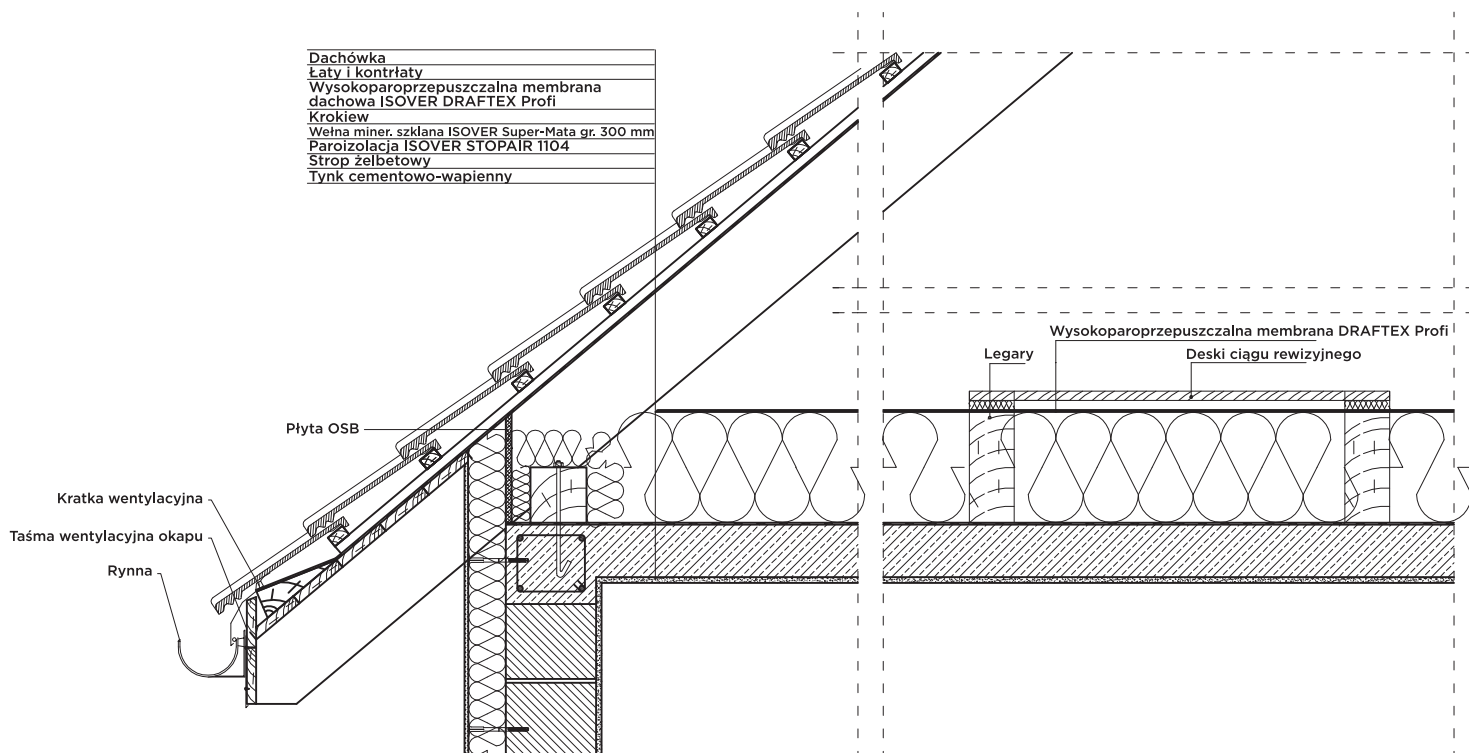 Dachówka
Łaty i kontrłaty
Wysokoparoprzepuszczalna membrana
dachowa ISOVER DRAFTEX Profi
Krokiew
Wełna miner. szklana ISOVER Super-Mata gr. 300 mm
Paroizolacja ISOVER STOPAIR 1104
Strop żelbetowy
Tynk cementowo-wapienny
Wysokoparoprzepuszczalna membrana DRAFTEX Profi
Legary
Deski ciągu rewizyjnego
Płyta OSB
Kratka wentylacyjna
Taśma wentylacyjna okapu
Rynna